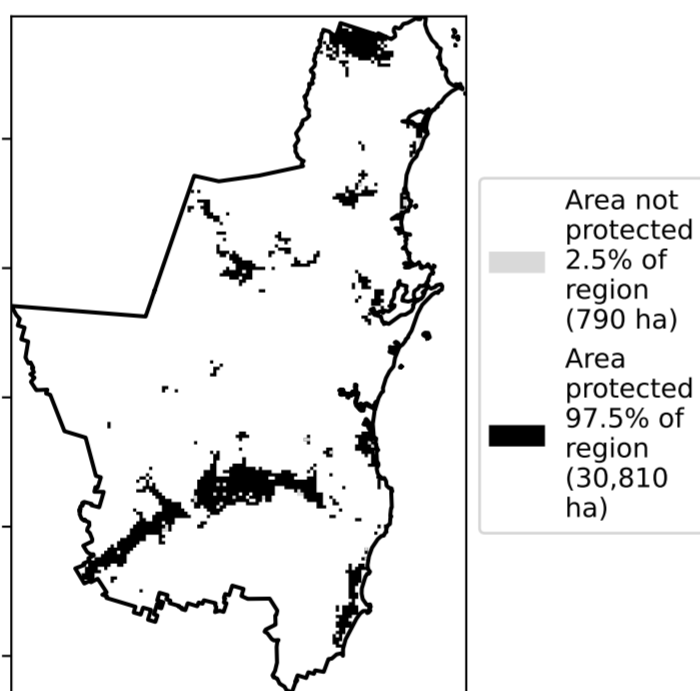 Area not
protected
2.5% of
region
(790 ha)
Area
protected
97.5% of
region
(30,810
ha)